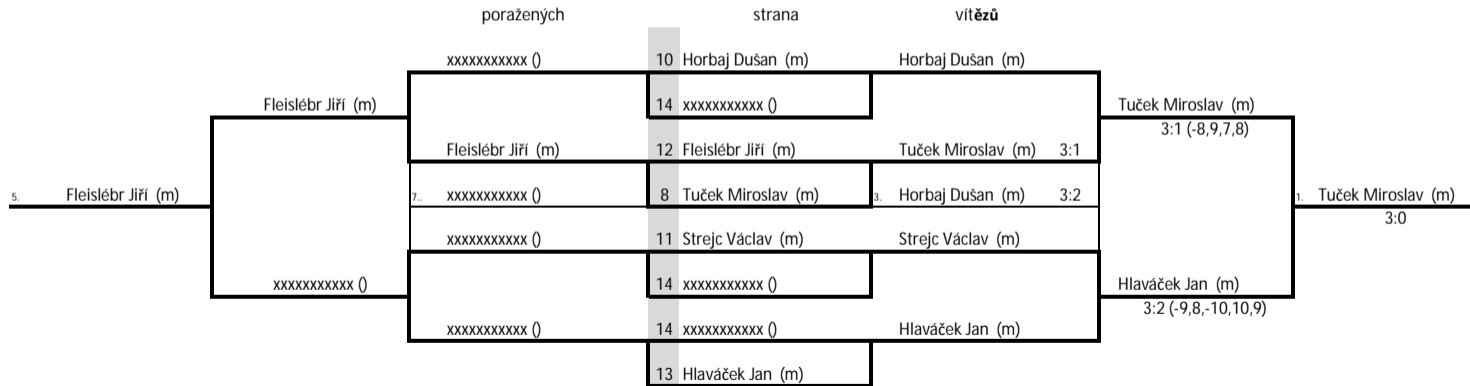 poražených strana vítězů
xxxxxxxxxxx () 10 Horbaj Dušan (m) Horbaj Dušan (m)
Fleislébr Jiří (m) 14 xxxxxxxxxxx () Tuček Miroslav (m)
3:1 (-8,9,7,8)
Fleislébr Jiří (m) 12 Fleislébr Jiří (m) Tuček Miroslav (m) 3:1
5. Fleislébr Jiří (m) 7.. xxxxxxxxxxx () 8 Tuček Miroslav (m) 3. Horbaj Dušan (m) 3:2 1. Tuček Miroslav (m)
3:0
xxxxxxxxxxx () 11 Strejc Václav (m) Strejc Václav (m)
xxxxxxxxxxx () 14 xxxxxxxxxxx () Hlaváček Jan (m)
3:2 (-9,8,-10,10,9)
xxxxxxxxxxx () 14 xxxxxxxxxxx () Hlaváček Jan (m)
13 Hlaváček Jan (m)